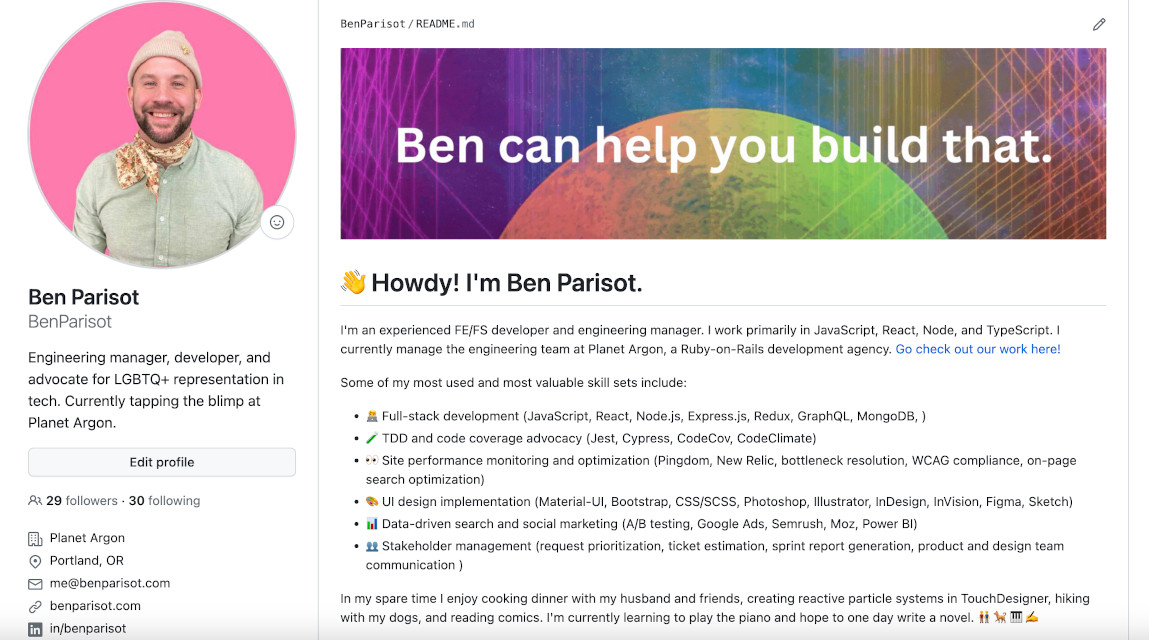 BenParisot/README.md
Ben can help you build that.
👋 Howdy! I'm Ben Parisot.
I'm an experienced FE/FS developer and engineering manager. I work primarily in JavaScript, React, Node, and TypeScript. I
currently manage the engineering team at Planet Argon, a Ruby-on-Rails development agency. Go check out our work here!
Some of my most used and most valuable skill sets include:
• 👨‍💻 Full-stack development (JavaScript, React, Node.js, Express.js, Redux, GraphQL, MongoDB, )
• 🧪 TDD and code coverage advocacy (Jest, Cypress, CodeCov, CodeClimate)
• 👀 Site performance monitoring and optimization (Pingdom, New Relic, bottleneck resolution, WCAG compliance, on-page
search optimization)
• 🎨 UI design implementation (Material-UI, Bootstrap, CSS/SCSS, Photoshop, Illustrator, InDesign, InVision, Figma, Sketch)
• 📊 Data-driven search and social marketing (A/B testing, Google Ads, Semrush, Moz, Power BI)
• 👥 Stakeholder management (request prioritization, ticket estimation, sprint report generation, product and design team
communication )
In my spare time I enjoy cooking dinner with my husband and friends, creating reactive particle systems in TouchDesigner, hiking
with my dogs, and reading comics. I'm currently learning to play the piano and hope to one day write a novel. 👬 🐕 🎹 ✍️
Ben Parisot
BenParisot
Engineering manager, developer, and
advocate for LGBTQ+ representation in
tech. Currently tapping the blimp at
Planet Argon.
Edit profile
29 followers · 30 following
Planet Argon
Portland, OR
me@benparisot.com
benparisot.com
in/benparisot